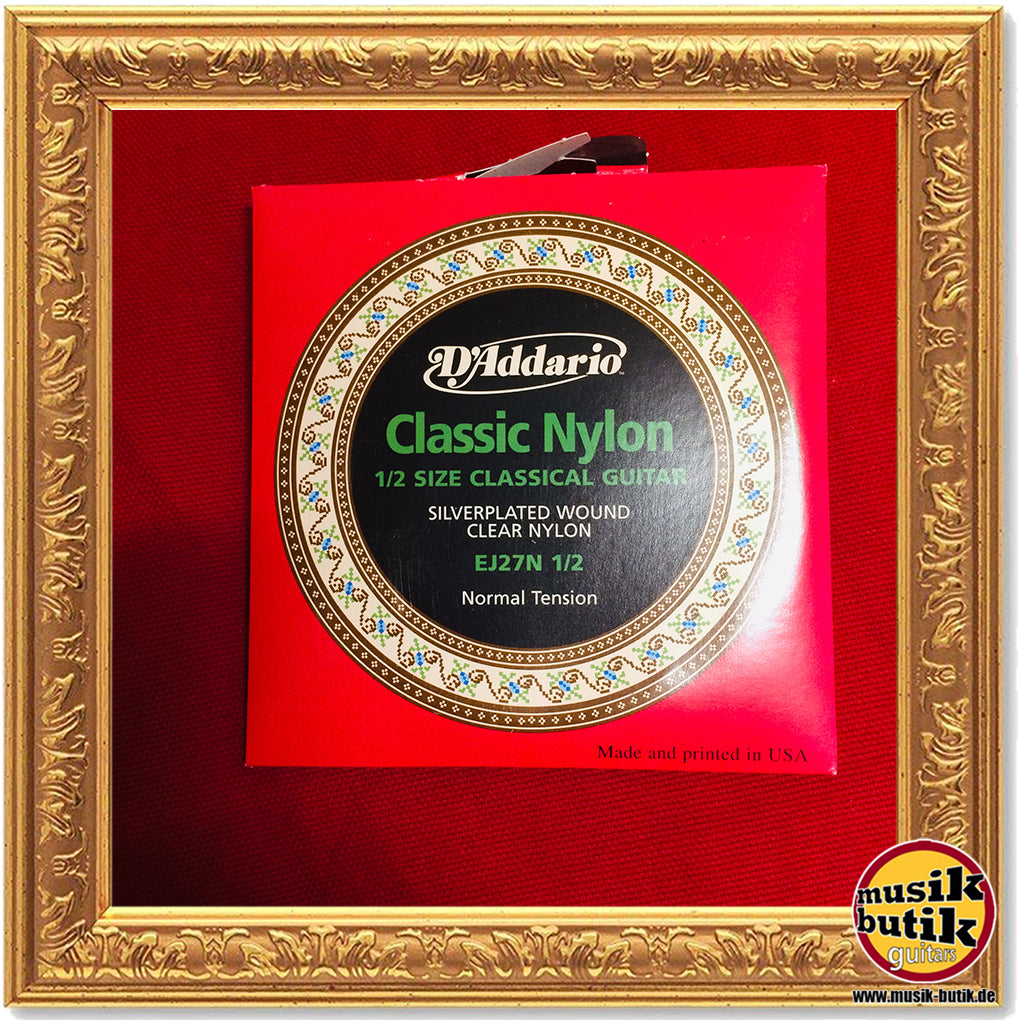 D'Addario
Classic Nylon
1/2 SIZE CLASSICAL GUITAR
SILVERPLATED WOUND
CLEAR NYLON
EJ27N 1/2
Normal Tension
Made and printed in USA
musik
butik
guitars
www.musik-butik.de